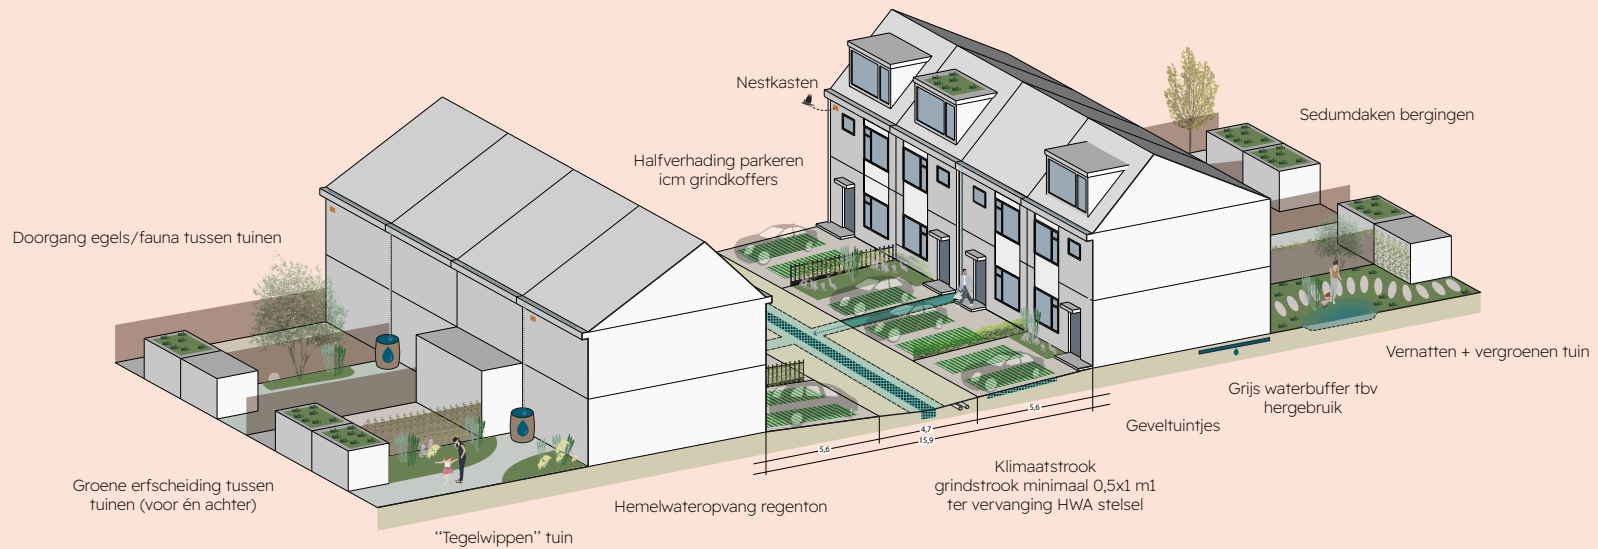 Nestkasten
Sedumdaken bergingen
Halfverhading parkeren
icm grindkoffers
Doorgang egels/fauna tussen tuinen
Vernatten + vergroenen tuin
Grijs waterbuffer tbv
hergebruik
Geveltuintjes
5,6
4,7
15,9
5,6
Klimaatstrook
grindstrook minimaal 0,5x1 m1
ter vervanging HWA stelsel
Groene erfscheiding tussen
tuinen (voor én achter)
Hemelwateropvang regenton
“Tegelwippen” tuin